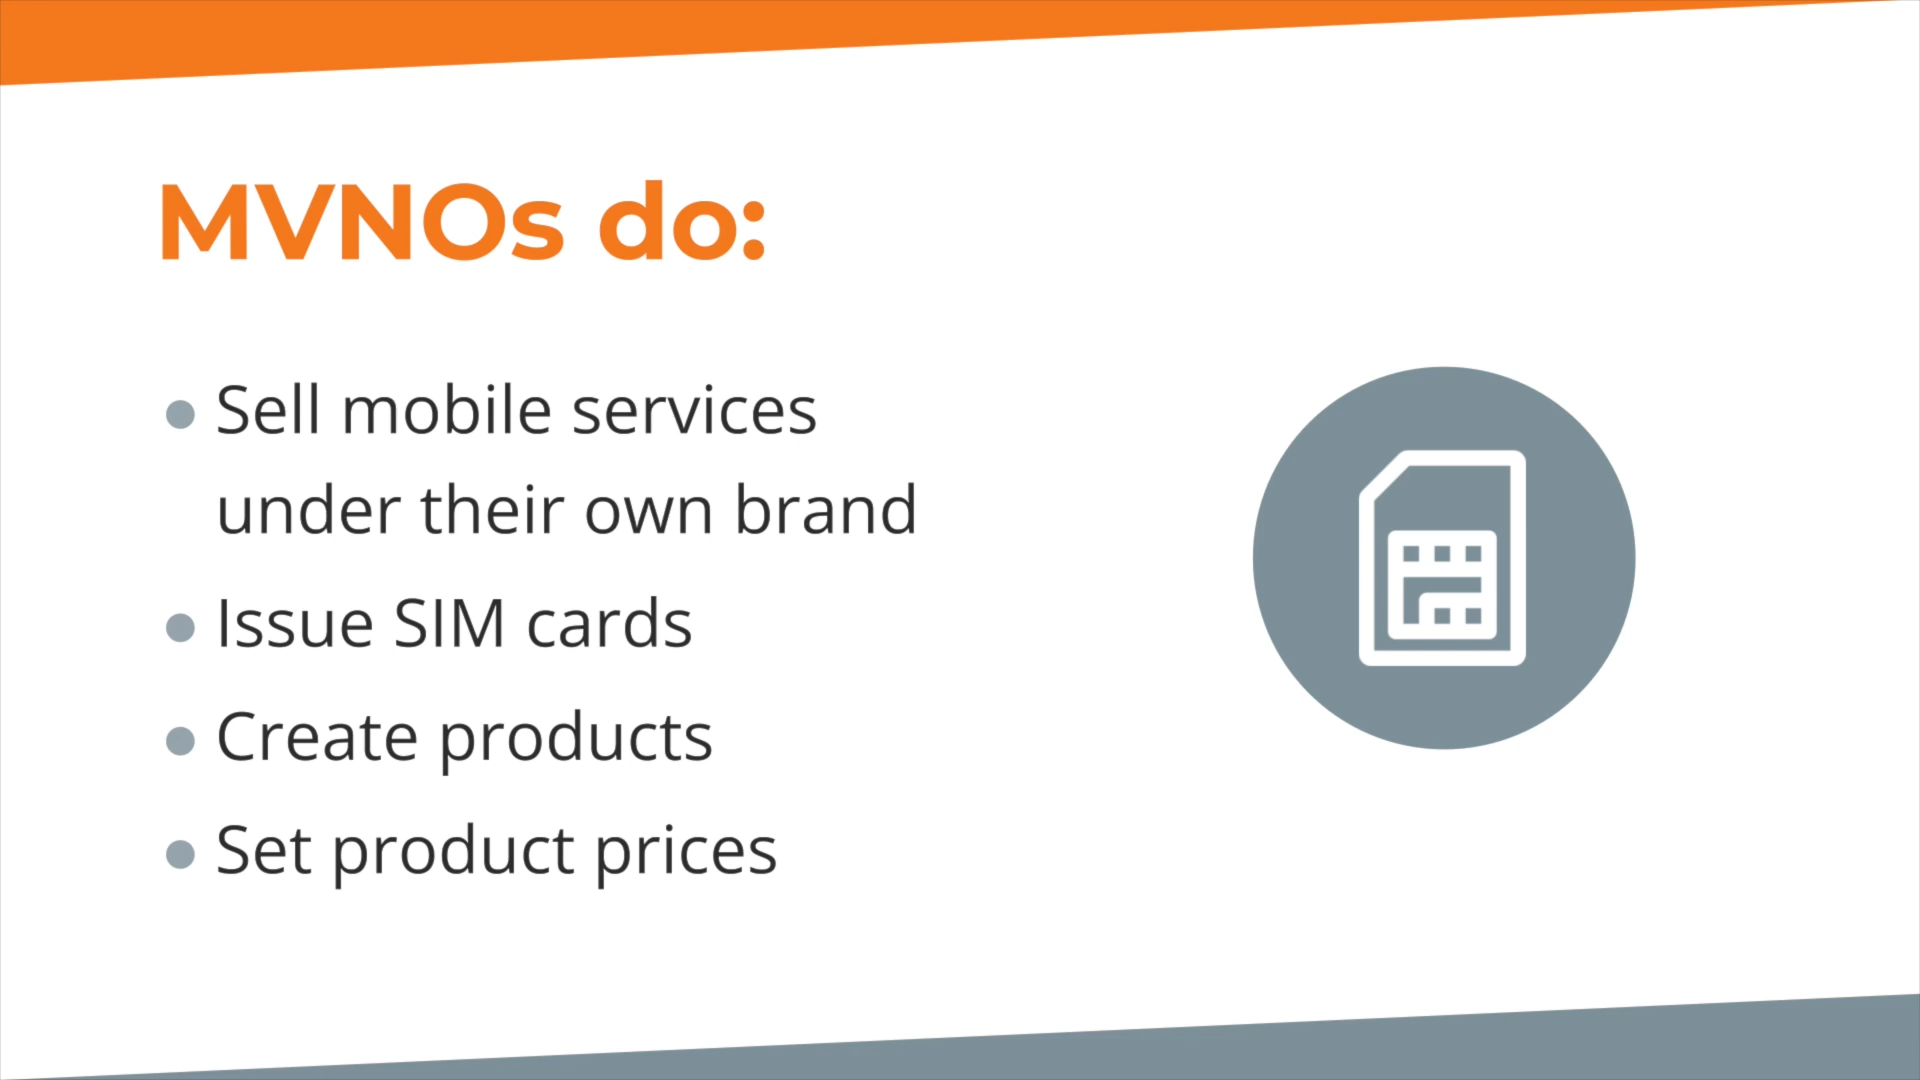 MVNOs do:
• Sell mobile services
under their own brand
• Issue SIM cards
• Create products
• Set product prices